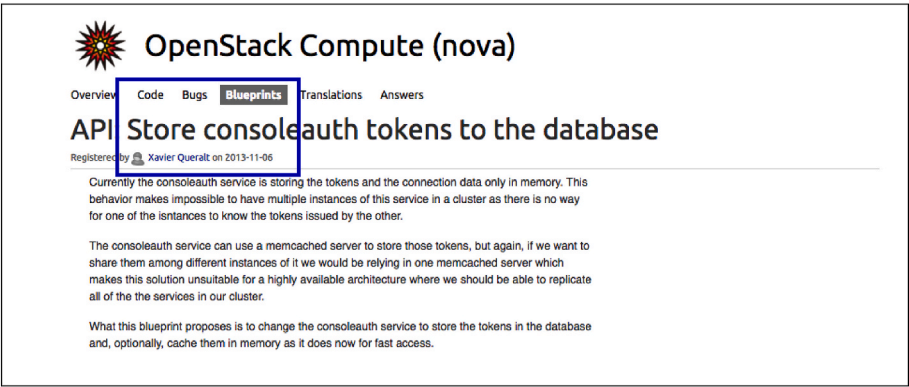 OpenStack Compute (nova)
Overview Code Bugs Blueprints Translations Answers
API: Store consoleauth tokens to the database
Registered by Xavier Queralt on 2013-11-06
Currently the consoleauth service is storing the tokens and the connection data only in memory. This
behavior makes impossible to have multiple instances of this service in a cluster as there is no way
for one of the isntances to know the tokens issued by the other.
The consoleauth service can use a memcached server to store those tokens, but again, if we want to
share them among different instances of it we would be relying in one memcached server which
makes this solution unsuitable for a highly available architecture where we should be able to replicate
all of the the services in our cluster.
What this blueprint proposes is to change the consoleauth service to store the tokens in the database
and, optionally, cache them in memory as it does now for fast access.